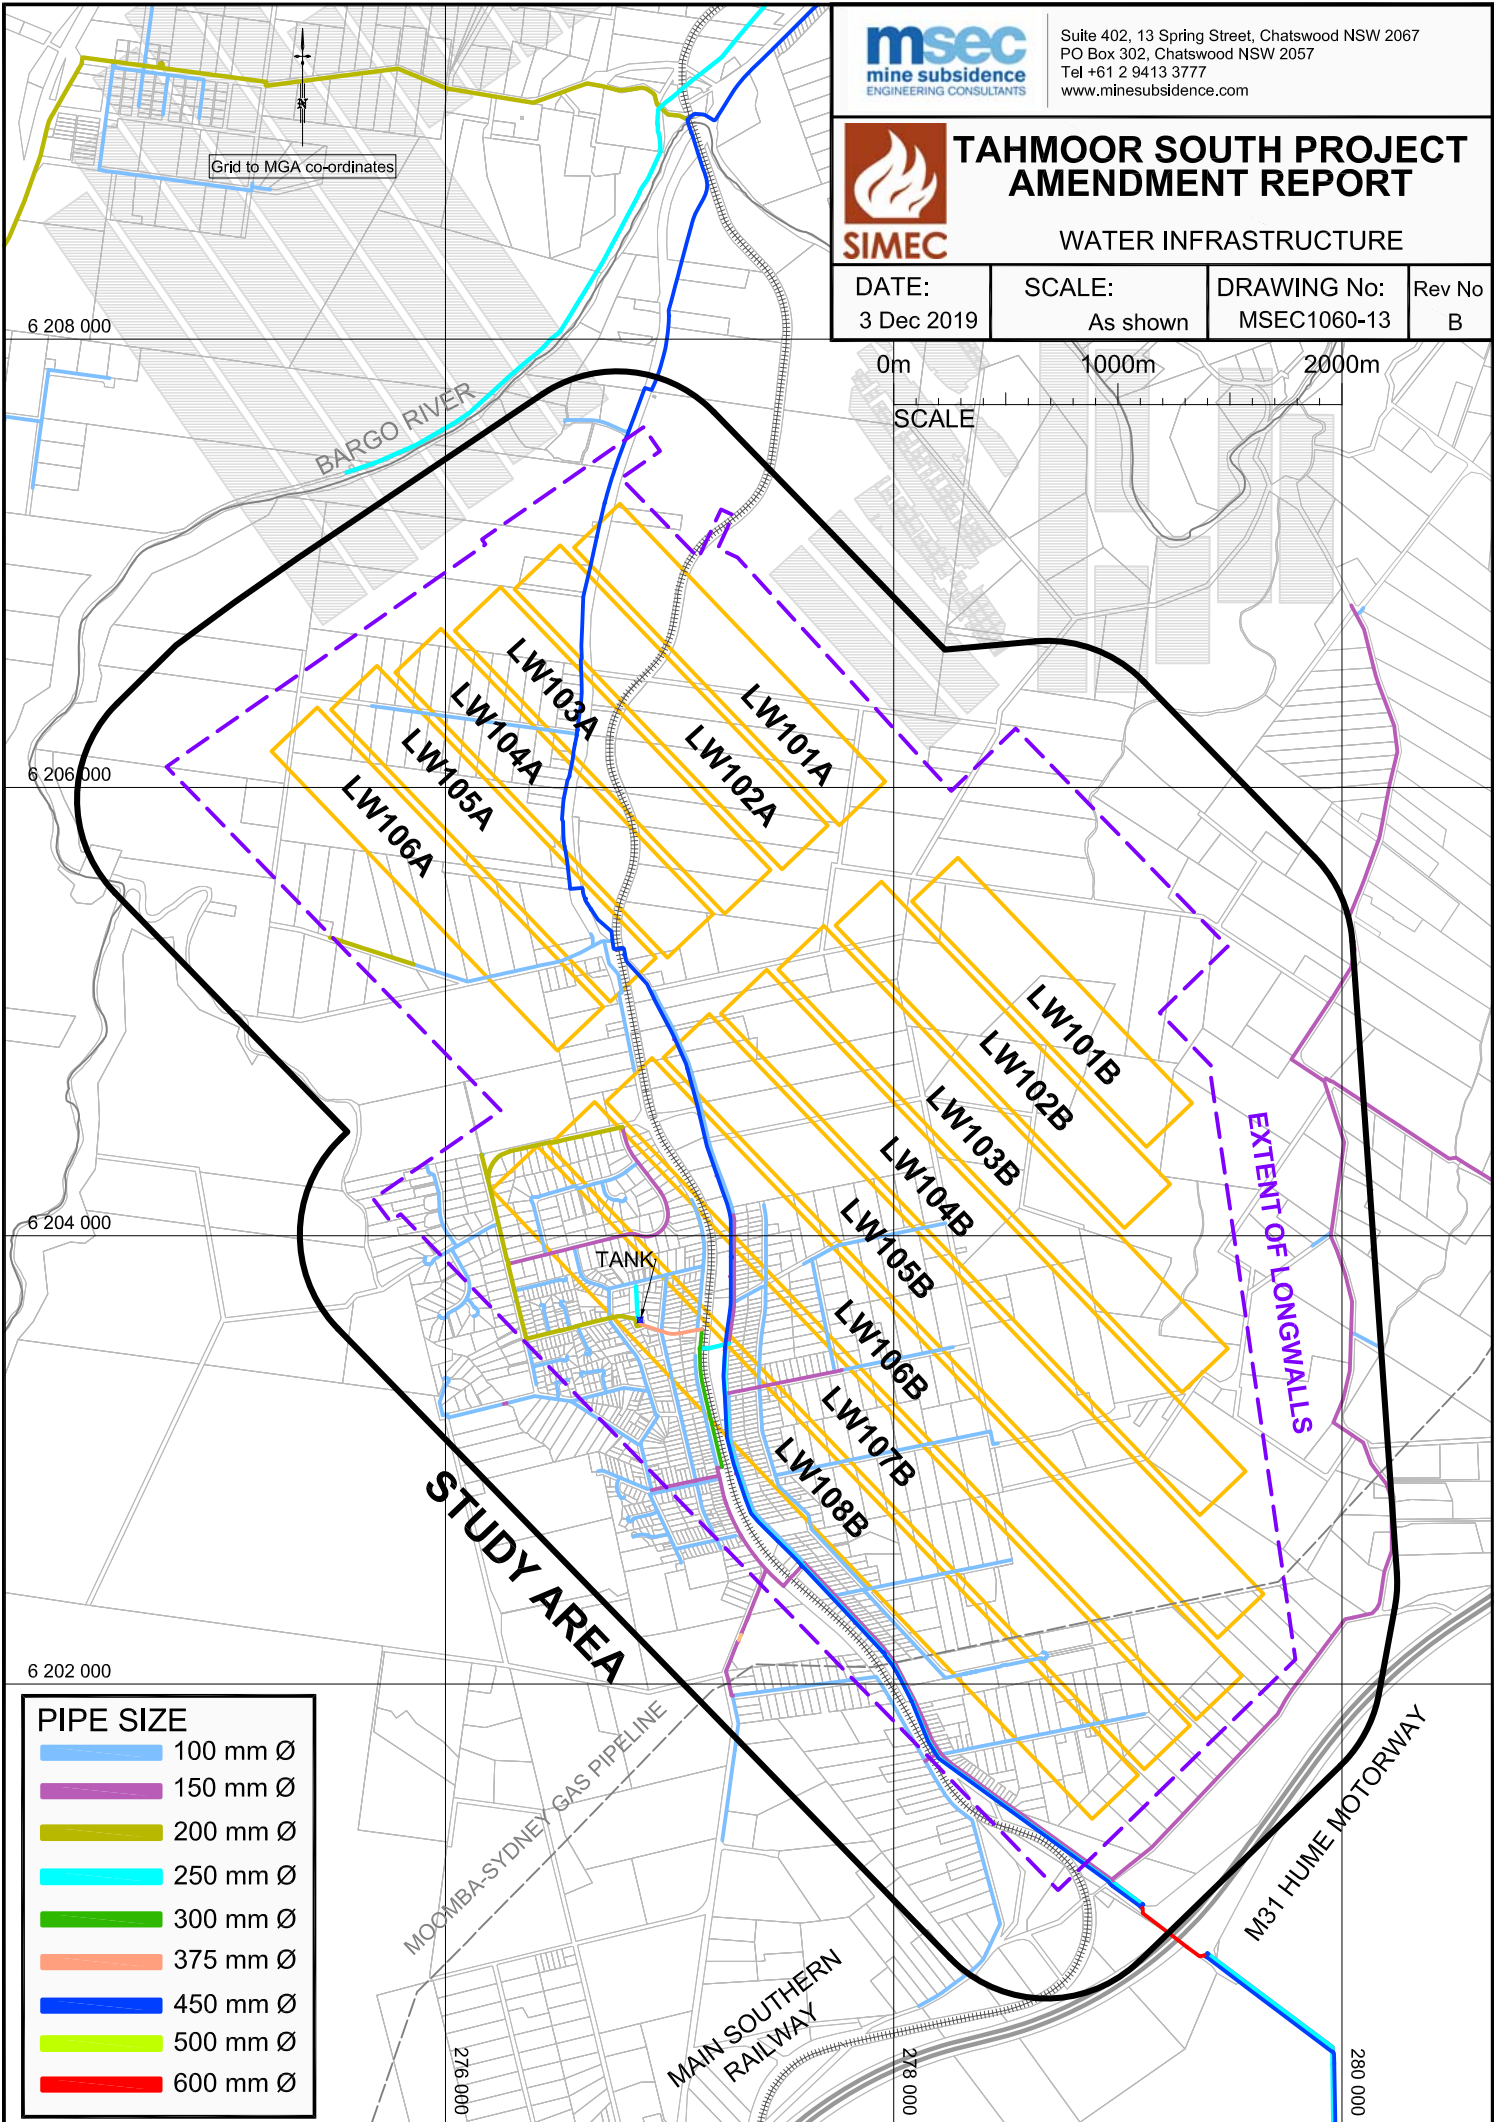 msec
mine subsidence
ENGINEERING CONSULTANTS
Suite 402, 13 Spring Street, Chatswood NSW 2067
PO Box 302, Chatswood NSW 2057
Tel +61 2 9413 3777
www.minesubsidence.com
SIMEC
TAHMOOR SOUTH PROJECT
AMENDMENT REPORT
WATER INFRASTRUCTURE
DATE:
3 Dec 2019
SCALE:
As shown
DRAWING No:
MSEC1060-13
Rev No
B
N
Grid to MGA co-ordinates
6 208 000
0m
1000m
2000m
SCALE
BARGO RIVER
LW101A
LW102A
LW103A
LW104A
LW105A
LW106A
6 206 000
LW101B
LW102B
LW103B
LW104B
LW105B
LW106B
LW107B
LW108B
EXTENT OF LONGWALLS
6 204 000
TANK
STUDY AREA
6 202 000
MOOMBA-SYDNEY GAS PIPELINE
M31 HUME MOTORWAY
MAIN SOUTHERN
RAILWAY
276 000
278 000
280 000
PIPE SIZE
100 mm Ø
150 mm Ø
200 mm Ø
250 mm Ø
300 mm Ø
375 mm Ø
450 mm Ø
500 mm Ø
600 mm Ø